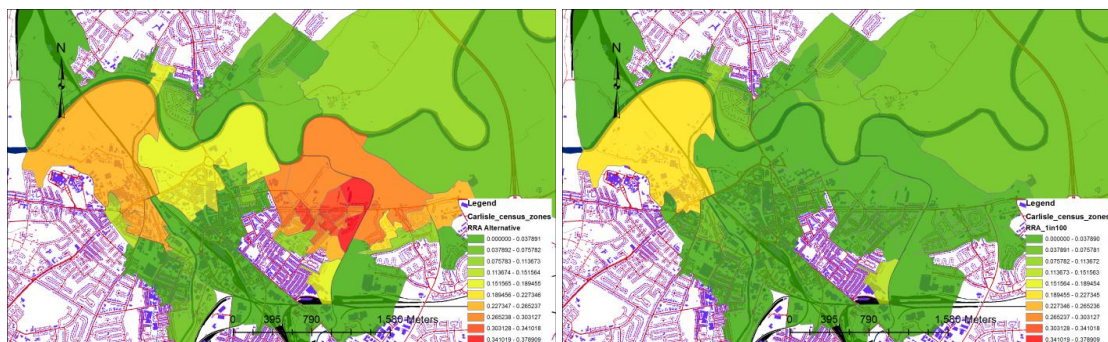 N
Legend
Carlisle_census_zones
RRA Alternative
0.000000 - 0.037891
0.037892 - 0.075782
0.075783 - 0.113673
0.113674 - 0.151564
0.151565 - 0.189455
0.189456 - 0.227346
0.227347 - 0.265237
0.265238 - 0.303127
0.303128 - 0.341018
0.341019 - 0.378909
0 395 790 1,580 Meters
N
Legend
Carlisle_census_zones
RRA_1in100
0.000000 - 0.037890
0.037891 - 0.075781
0.075782 - 0.113672
0.113673 - 0.151563
0.151564 - 0.189454
0.189455 - 0.227345
0.227346 - 0.265236
0.265237 - 0.303127
0.303128 - 0.341018
0.341019 - 0.378909
0 395 790 1,580 Meters